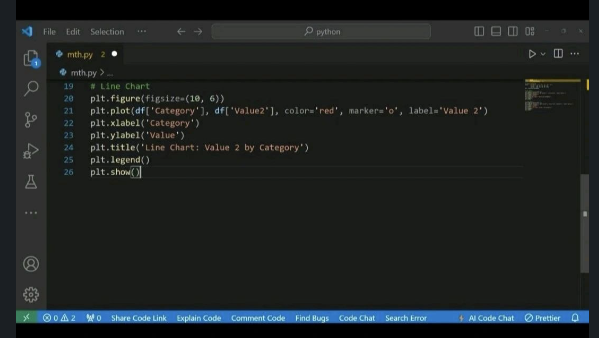 File Edit Selection ... python
mth.py 2
mth.py > ...
19 # Line Chart
20 plt.figure(figsize=(10, 6))
21 plt.plot(df['Category'], df['Value2'], color='red', marker='o', label='Value 2')
22 plt.xlabel('Category')
23 plt.ylabel('Value')
24 plt.title('Line Chart: Value 2 by Category')
25 plt.legend()
26 plt.show()
1
0 2 0 Share Code Link Explain Code Comment Code Find Bugs Code Chat Search Error AI Code Chat Prettier